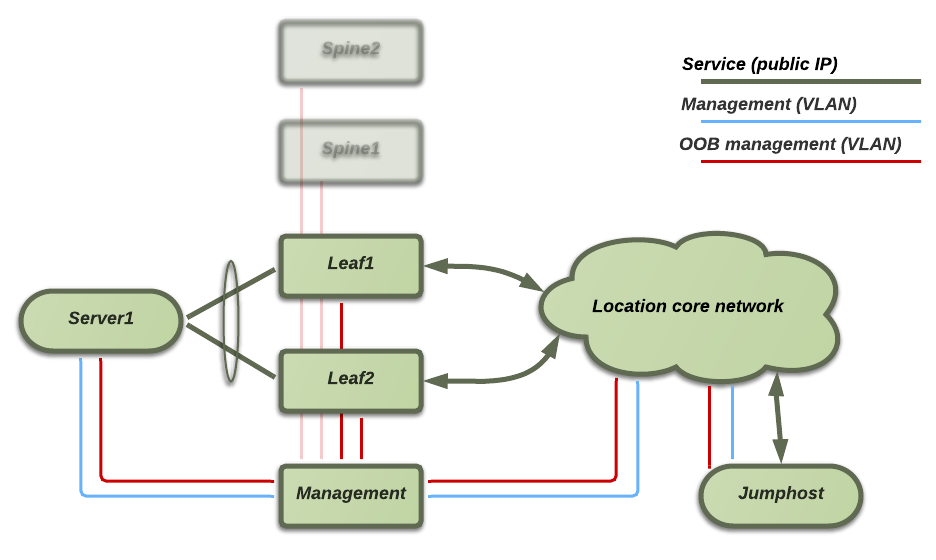 Spine2
Service (public IP)
Management (VLAN)
OOB management (VLAN)
Spine1
Leaf1
Location core network
Server1
Leaf2
Management
Jumphost